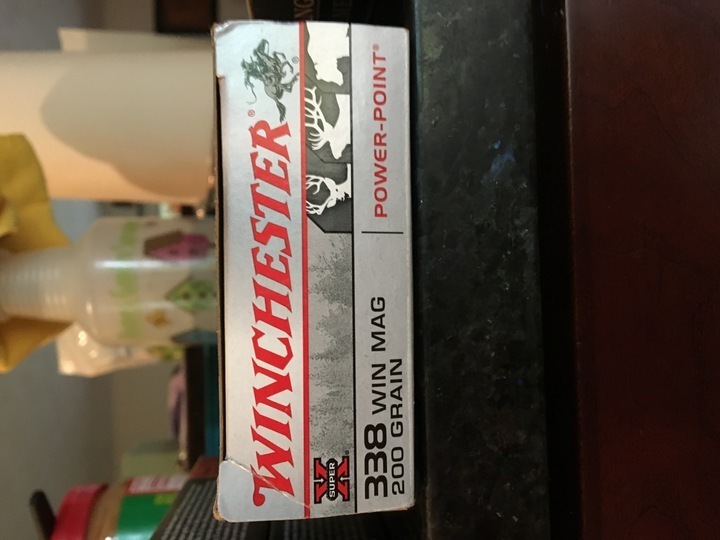 WINCHESTER®
SUPER X®
338 WIN MAG
200 GRAIN
POWER-POINT®